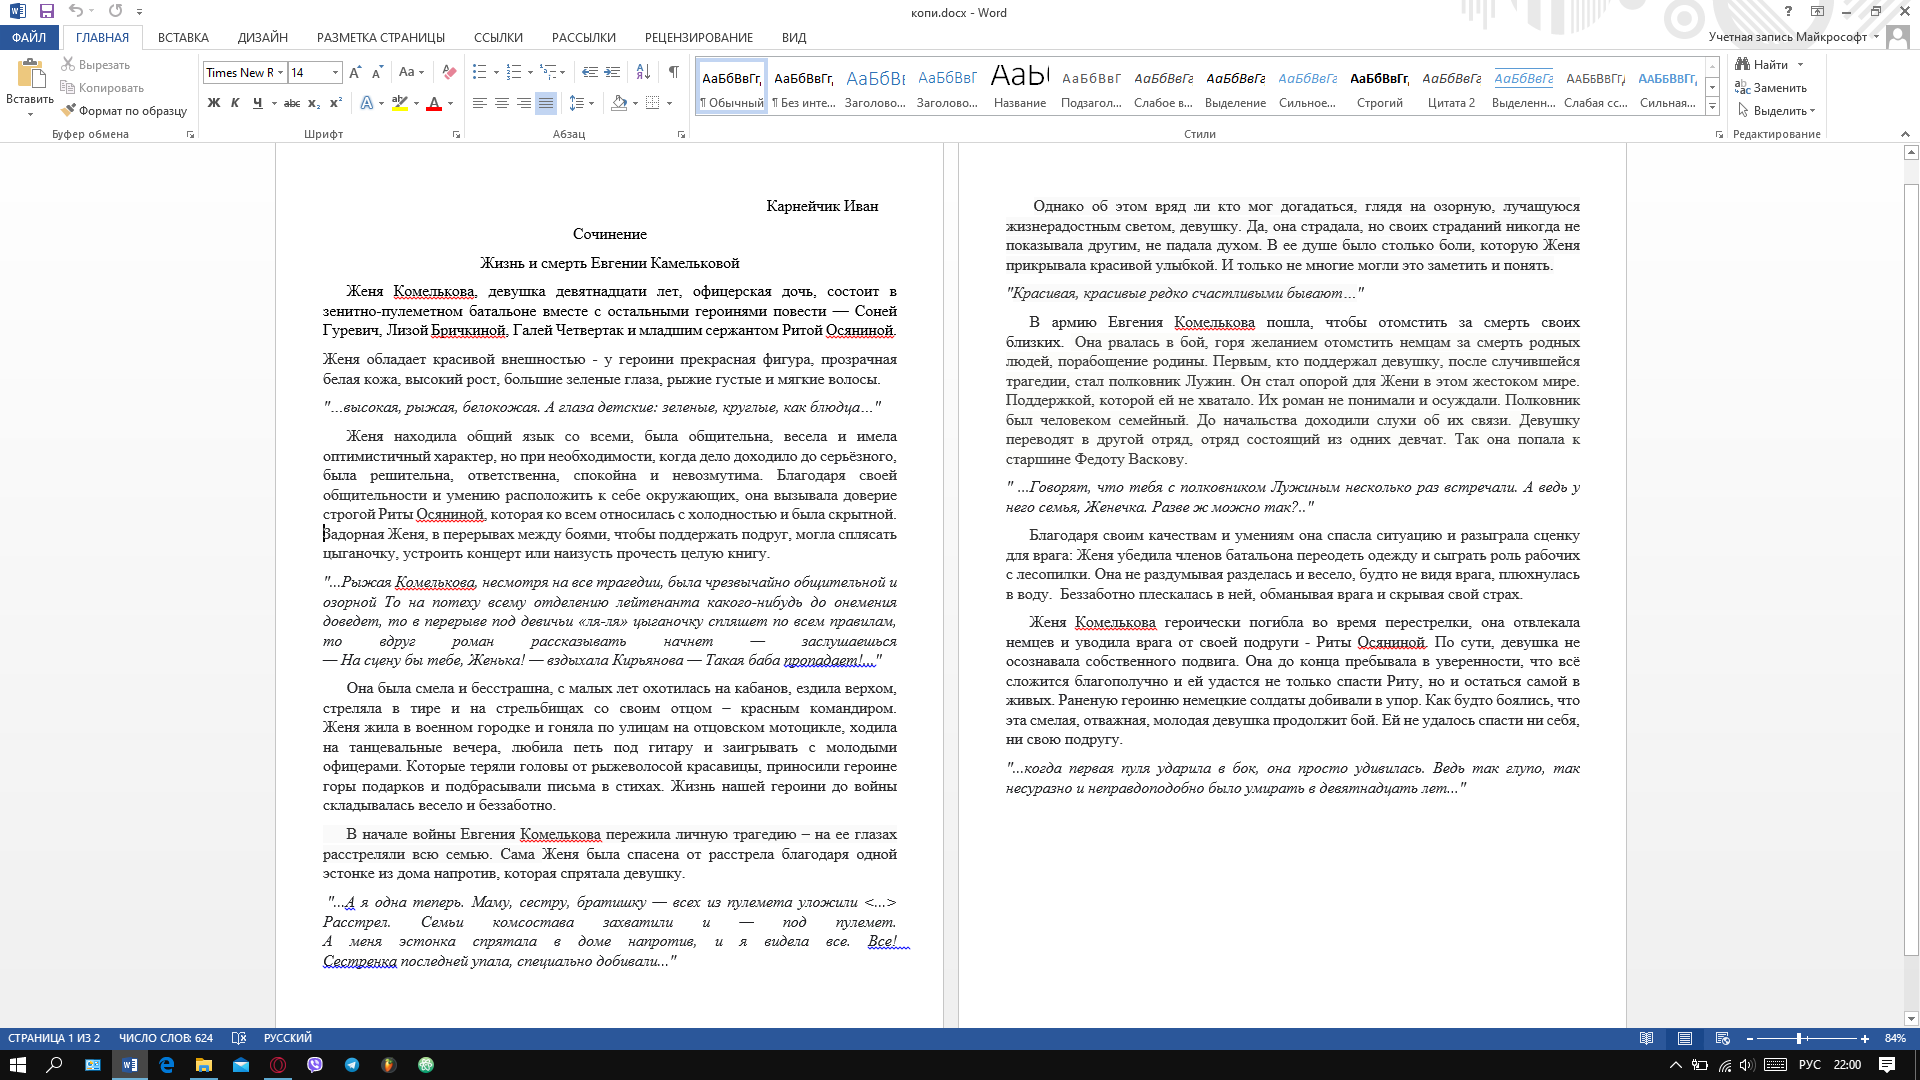 копи.docx - Word
Учетная запись Майкрософт
ФАЙЛ ГЛАВНАЯ ВСТАВКА ДИЗАЙН РАЗМЕТКА СТРАНИЦЫ ССЫЛКИ РАССЫЛКИ РЕЦЕНЗИРОВАНИЕ ВИД
Вставить
Вырезать
Копировать
Формат по образцу
Буфер обмена
Times New R 14
Ж К Ч abc x₂ x²
Шрифт
Абзац
АаБбВвГг, АаБбВвГг, АаБбВв АаБбВвГ АаЬ АаБбВвГ АаБбВвГг АаБбВвГг АаБбВвГг АаБбВвГг, АаБбВвГг АаБбВвГг ААБББВВГГ, ААББВВГГ,
¶ Обычный ¶ Без инте... Заголово... Заголово... Название Подзагол... Слабое в... Выделение Сильное... Строгий Цитата 2 Выделенн... Слабая сс... Сильная...
Стили
Найти
Заменить
Выделить
Редактирование
Карнейчик Иван
Сочинение
Жизнь и смерть Евгении Камельковой
Женя Комелькова, девушка девятнадцати лет, офицерская дочь, состоит в
зенитно-пулеметном батальоне вместе с остальными героинями повести — Соней
Гуревич, Лизой Бричкиной, Галей Четвертак и младшим сержантом Ритой Осяниной.
Женя обладает красивой внешностью - у героини прекрасная фигура, прозрачная
белая кожа, высокий рост, большие зеленые глаза, рыжие густые и мягкие волосы.
"…высокая, рыжая, белокожая. А глаза детские: зеленые, круглые, как блюдца…"
Женя находила общий язык со всеми, была общительна, весела и имела
оптимистичный характер, но при необходимости, когда дело доходило до серьёзного,
была решительна, ответственна, спокойна и невозмутима. Благодаря своей
общительности и умению расположить к себе окружающих, она вызывала доверие
строгой Риты Осяниной, которая ко всем относилась с холодностью и была скрытной.
Задорная Женя, в перерывах между боями, чтобы поддержать подруг, могла сплясать
цыганочку, устроить концерт или наизусть прочесть целую книгу.
"...Рыжая Комелькова, несмотря на все трагедии, была чрезвычайно общительной и
озорной То на потеху всему отделению лейтенанта какого-нибудь до онемения
доведет, то в перерыве под девичьи «ля-ля» цыганочку спляшет по всем правилам,
то вдруг роман рассказывать начнет — заслушаешься
— На сцену бы тебе, Женька! — вздыхала Кирьянова — Такая баба пропадает!..."
Она была смела и бесстрашна, с малых лет охотилась на кабанов, ездила верхом,
стреляла в тире и на стрельбищах со своим отцом – красным командиром.
Женя жила в военном городке и гоняла по улицам на отцовском мотоцикле, ходила
на танцевальные вечера, любила петь под гитару и заигрывать с молодыми
офицерами. Которые теряли головы от рыжеволосой красавицы, приносили героине
горы подарков и подбрасывали письма в стихах. Жизнь нашей героини до войны
складывалась весело и беззаботно.
В начале войны Евгения Комелькова пережила личную трагедию – на ее глазах
расстреляли всю семью. Сама Женя была спасена от расстрела благодаря одной
эстонке из дома напротив, которая спрятала девушку.
"...А я одна теперь. Маму, сестру, братишку — всех из пулемета уложили <...>
Расстрел. Семьи комсостава захватили и — под пулемет.
А меня эстонка спрятала в доме напротив, и я видела все. Все!
Сестренка последней упала, специально добивали..."
Однако об этом вряд ли кто мог догадаться, глядя на озорную, лучащуюся
жизнерадостным светом, девушку. Да, она страдала, но своих страданий никогда не
показывала другим, не падала духом. В ее душе было столько боли, которую Женя
прикрывала красивой улыбкой. И только не многие могли это заметить и понять.
"Красивая, красивые редко счастливыми бывают…"
В армию Евгения Комелькова пошла, чтобы отомстить за смерть своих
близких. Она рвалась в бой, горя желанием отомстить немцам за смерть родных
людей, порабощение родины. Первым, кто поддержал девушку, после случившейся
трагедии, стал полковник Лужин. Он стал опорой для Жени в этом жестоком мире.
Поддержкой, которой ей не хватало. Их роман не понимали и осуждали. Полковник
был человеком семейный. До начальства доходили слухи об их связи. Девушку
переводят в другой отряд, отряд состоящий из одних девчат. Так она попала к
старшине Федоту Васкову.
" ...Говорят, что тебя с полковником Лужиным несколько раз встречали. А ведь у
него семья, Женечка. Разве ж можно так?.."
Благодаря своим качествам и умениям она спасла ситуацию и разыграла сценку
для врага: Женя убедила членов батальона переодеть одежду и сыграть роль рабочих
с лесопилки. Она не раздумывая разделась и весело, будто не видя врага, плюхнулась
в воду. Беззаботно плескалась в ней, обманывая врага и скрывая свой страх.
Женя Комелькова героически погибла во время перестрелки, она отвлекала
немцев и уводила врага от своей подруги - Риты Осяниной. По сути, девушка не
осознавала собственного подвига. Она до конца пребывала в уверенности, что всё
сложится благополучно и ей удастся не только спасти Риту, но и остаться самой в
живых. Раненую героиню немецкие солдаты добивали в упор. Как будто боялись, что
эта смелая, отважная, молодая девушка продолжит бой. Ей не удалось спасти ни себя,
ни свою подругу.
"...когда первая пуля ударила в бок, она просто удивилась. Ведь так глупо, так
несуразно и неправдоподобно было умирать в девятнадцать лет..."
СТРАНИЦА 1 ИЗ 2 ЧИСЛО СЛОВ: 624 РУССКИЙ 84%
РУС 22:00